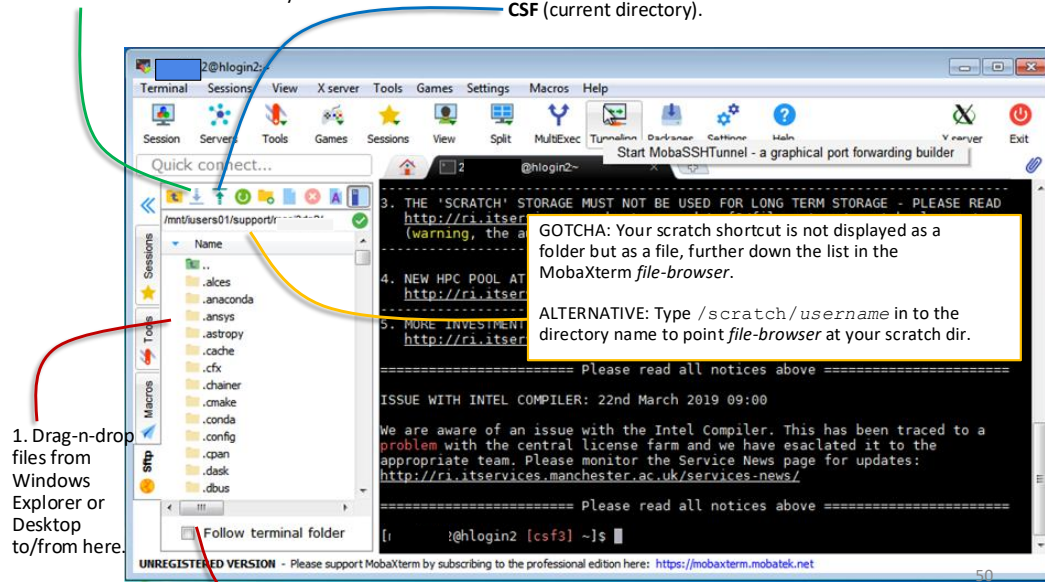 CSF (current directory).
2@hlogin2:~
Terminal Sessions View X server Tools Games Settings Macros Help
Session Servers Tools Games Sessions View Split MultiExec Tunneling Packages Settings Help X server Exit
Start MobaSSHTunnel - a graphical port forwarding builder
Quick connect...
2 @hlogin2:~
/mnt/iusers01/support/
Name
..
.alces
.anaconda
.ansys
.astropy
.cache
.cfx
.chainer
.cmake
.conda
.config
.cpan
.dask
.dbus
Follow terminal folder
Sessions
Tools
Macros
Sftp
3. THE 'SCRATCH' STORAGE MUST NOT BE USED FOR LONG TERM STORAGE - PLEASE READ
http://ri.itser
(warning, the a
4. NEW HPC POOL AT
http://ri.itser
5. MORE INVESTMENT
http://ri.itser
GOTCHA: Your scratch shortcut is not displayed as a
folder but as a file, further down the list in the
MobaXterm file-browser.
ALTERNATIVE: Type /scratch/username in to the
directory name to point file-browser at your scratch dir.
======================== Please read all notices above =======================
ISSUE WITH INTEL COMPILER: 22nd March 2019 09:00
We are aware of an issue with the Intel Compiler. This has been traced to a
problem with the central license farm and we have esaclated it to the
appropriate team. Please monitor the Service News page for updates:
http://ri.itservices.manchester.ac.uk/services-news/
======================== Please read all notices above =======================
[ 2@hlogin2 [csf3] ~]$
1. Drag-n-drop
files from
Windows
Explorer or
Desktop
to/from here.
UNREGISTERED VERSION - Please support MobaXterm by subscribing to the professional edition here: https://mobaxterm.mobatek.net
50